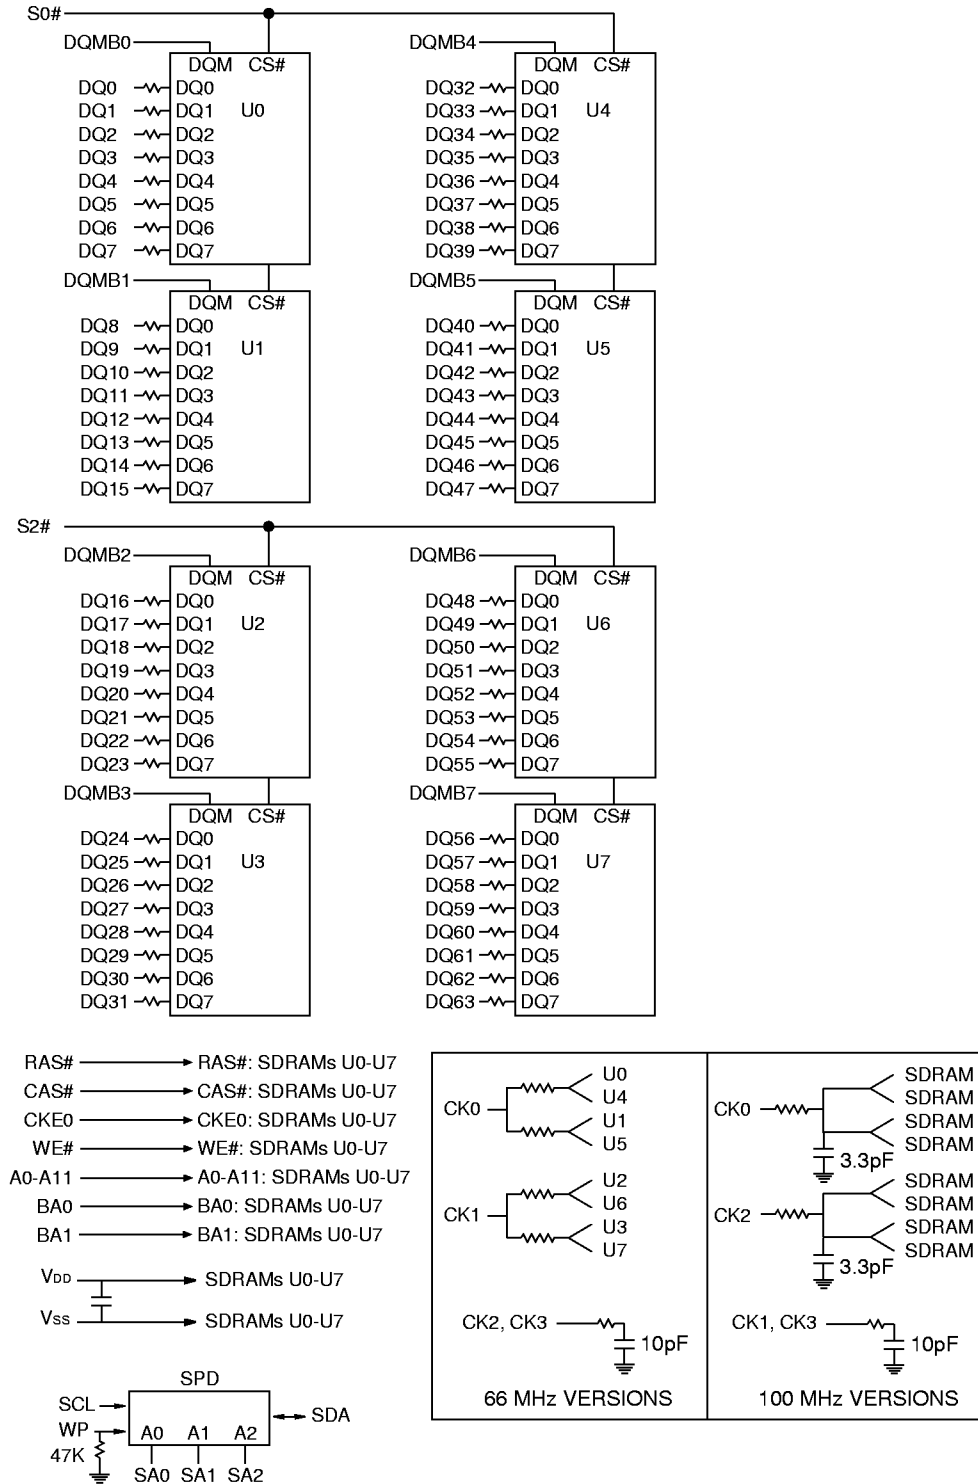 S0#
DQMB0
DQM CS#
U0
DQ0 DQ0
DQ1 DQ1
DQ2 DQ2
DQ3 DQ3
DQ4 DQ4
DQ5 DQ5
DQ6 DQ6
DQ7 DQ7
DQMB4
DQM CS#
U4
DQ32 DQ0
DQ33 DQ1
DQ34 DQ2
DQ35 DQ3
DQ36 DQ4
DQ37 DQ5
DQ38 DQ6
DQ39 DQ7
DQMB1
DQM CS#
U1
DQ8 DQ0
DQ9 DQ1
DQ10 DQ2
DQ11 DQ3
DQ12 DQ4
DQ13 DQ5
DQ14 DQ6
DQ15 DQ7
DQMB5
DQM CS#
U5
DQ40 DQ0
DQ41 DQ1
DQ42 DQ2
DQ43 DQ3
DQ44 DQ4
DQ45 DQ5
DQ46 DQ6
DQ47 DQ7
S2#
DQMB2
DQM CS#
U2
DQ16 DQ0
DQ17 DQ1
DQ18 DQ2
DQ19 DQ3
DQ20 DQ4
DQ21 DQ5
DQ22 DQ6
DQ23 DQ7
DQMB6
DQM CS#
U6
DQ48 DQ0
DQ49 DQ1
DQ50 DQ2
DQ51 DQ3
DQ52 DQ4
DQ53 DQ5
DQ54 DQ6
DQ55 DQ7
DQMB3
DQM CS#
U3
DQ24 DQ0
DQ25 DQ1
DQ26 DQ2
DQ27 DQ3
DQ28 DQ4
DQ29 DQ5
DQ30 DQ6
DQ31 DQ7
DQMB7
DQM CS#
U7
DQ56 DQ0
DQ57 DQ1
DQ58 DQ2
DQ59 DQ3
DQ60 DQ4
DQ61 DQ5
DQ62 DQ6
DQ63 DQ7
RAS# RAS#: SDRAMs U0-U7
CAS# CAS#: SDRAMs U0-U7
CKE0 CKE0: SDRAMs U0-U7
WE# WE#: SDRAMs U0-U7
A0-A11 A0-A11: SDRAMs U0-U7
BA0 BA0: SDRAMs U0-U7
BA1 BA1: SDRAMs U0-U7
VDD SDRAMs U0-U7
VSS SDRAMs U0-U7
SPD
SCL
WP
47K
A0 A1 A2
SDA
SA0 SA1 SA2
CK0
U0
U4
U1
U5
CK1
U2
U6
U3
U7
CK2, CK3
10pF
66 MHz VERSIONS
CK0
SDRAM
SDRAM
SDRAM
SDRAM
3.3pF
CK2
SDRAM
SDRAM
SDRAM
SDRAM
3.3pF
CK1, CK3
10pF
100 MHz VERSIONS